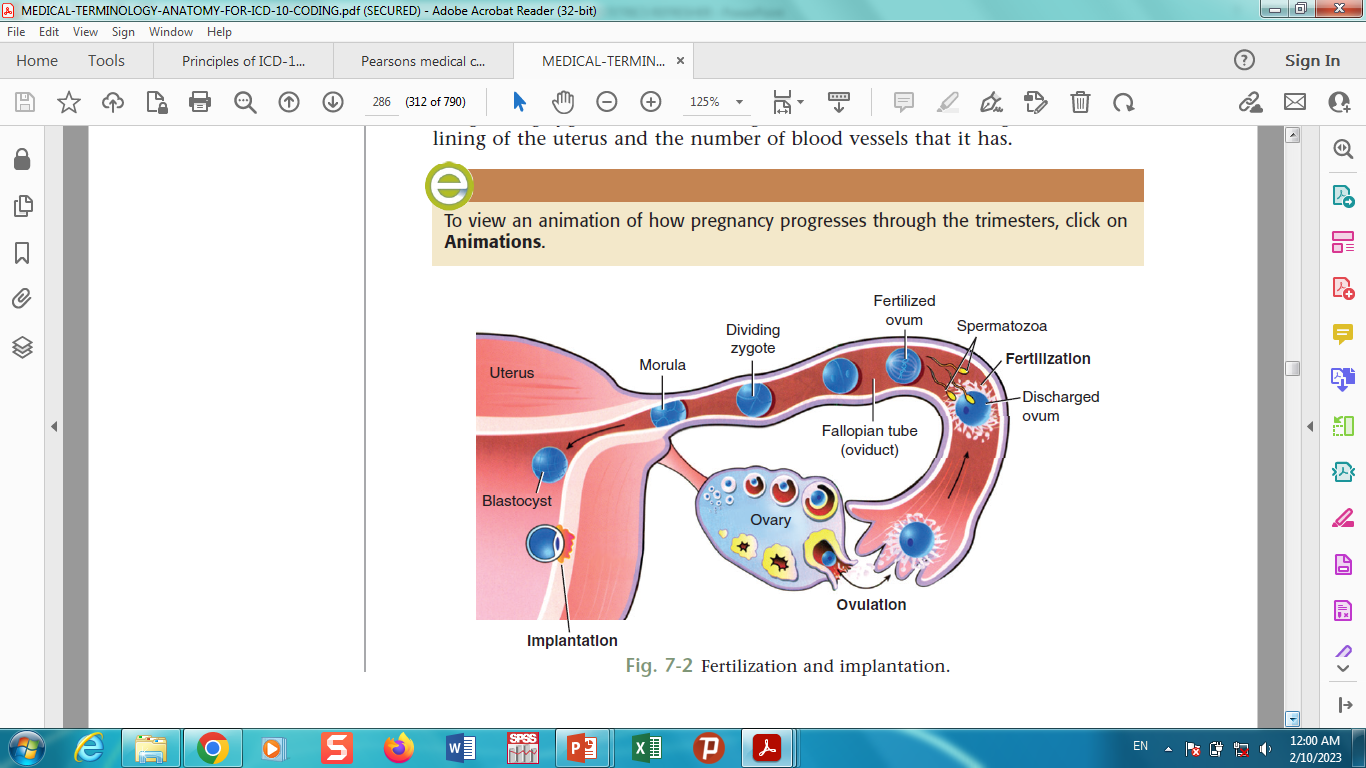 MEDICAL-TERMINOLOGY-ANATOMY-FOR-ICD-10-CODING.pdf (SECURED) - Adobe Acrobat Reader (32-bit)
File Edit View Sign Window Help
Home Tools Principles of ICD-1... Pearsons medical c... MEDICAL-TERMIN... × ? Sign In
286 (312 of 790) 125%
lining of the uterus and the number of blood vessels that it has.
e
To view an animation of how pregnancy progresses through the trimesters, click on
Animations.
Fertilized
ovum
Spermatozoa
Dividing
zygote
Fertilization
Morula
Uterus
Discharged
ovum
Fallopian tube
(oviduct)
Blastocyst
Ovary
Ovulation
Implantation
Fig. 7-2 Fertilization and implantation.
EN
12:00 AM
2/10/2023